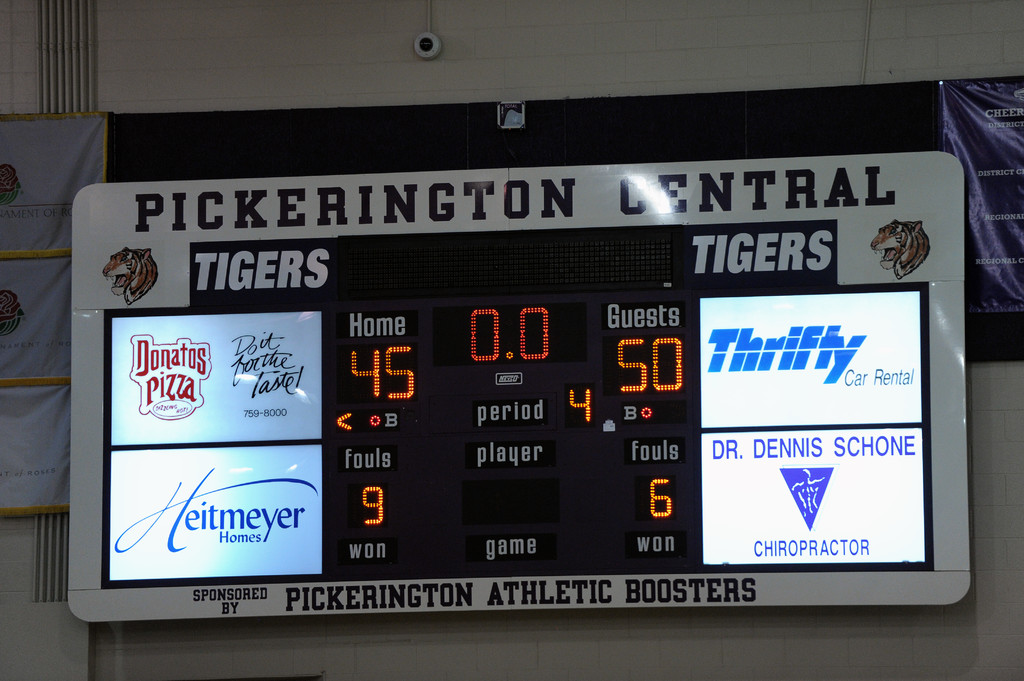 TOTAL
CHEER
DISTRICT
DISTRICT C
REGIONAL
REGIONAL C
NAMENT OF RO
NAMENT OF R
NT of ROSES
PICKERINGTON CENTRAL
TIGERS
TIGERS
Donatos
Pizza
Do it
for the
taste!
759-8000
Heitmeyer
Homes
Home
45
0.0
Guests
50
< B
period
4
B
fouls
player
fouls
9
6
won
game
won
Thrifty
Car Rental
DR. DENNIS SCHONE
CHIROPRACTOR
SPONSORED
BY
PICKERINGTON ATHLETIC BOOSTERS